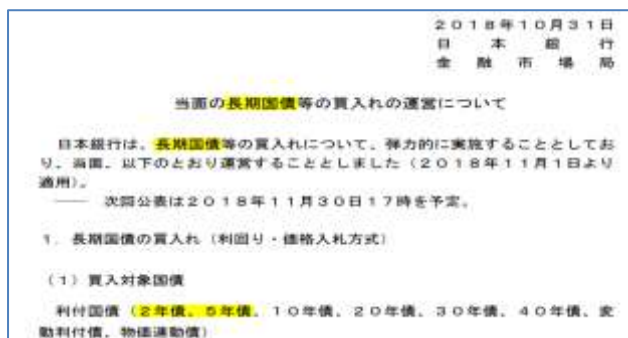 2018年10月31日
日本銀行
金融市場局
当面の長期国債等の買入れの運営について
日本銀行は、長期国債等の買入れについて、弾力的に実施することとしてお
り、当面、以下のとおり運営することとしました（2018年11月1日より
適用）。
―― 次回公表は2018年11月30日17時を予定。
1．長期国債の買入れ（利回り・価格入札方式）
（1）買入対象国債
利付国債（2年債、5年債、10年債、20年債、30年債、40年債、変
動利付債、物価連動債）